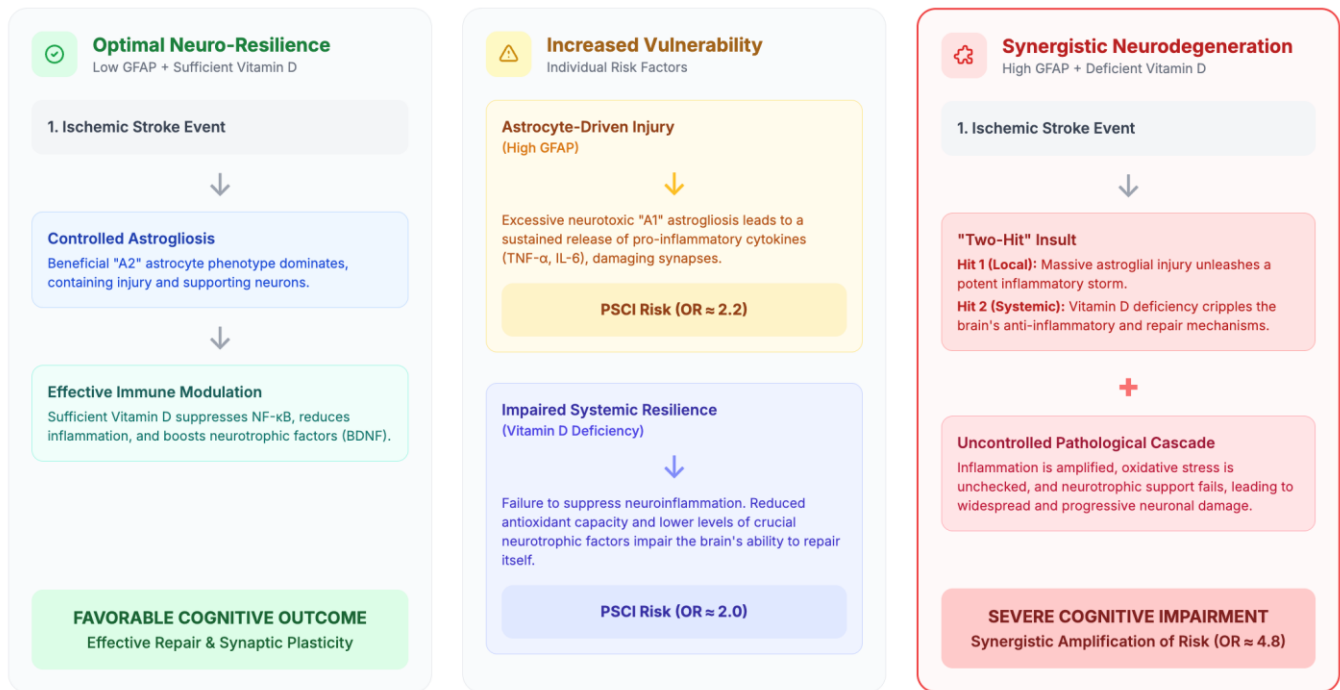 Optimal Neuro-Resilience
Low GFAP + Sufficient Vitamin D
1. Ischemic Stroke Event
Controlled Astrogliosis
Beneficial "A2" astrocyte phenotype dominates,
containing injury and supporting neurons.
Effective Immune Modulation
Sufficient Vitamin D suppresses NF-κB, reduces
inflammation, and boosts neurotrophic factors (BDNF).
FAVORABLE COGNITIVE OUTCOME
Effective Repair & Synaptic Plasticity
Increased Vulnerability
Individual Risk Factors
Astrocyte-Driven Injury
(High GFAP)
Excessive neurotoxic "A1" astrogliosis leads to a
sustained release of pro-inflammatory cytokines
(TNF-α, IL-6), damaging synapses.
PSCI Risk (OR ≈ 2.2)
Impaired Systemic Resilience
(Vitamin D Deficiency)
Failure to suppress neuroinflammation. Reduced
antioxidant capacity and lower levels of crucial
neurotrophic factors impair the brain's ability to repair
itself.
PSCI Risk (OR ≈ 2.0)
Synergistic Neurodegeneration
High GFAP + Deficient Vitamin D
1. Ischemic Stroke Event
"Two-Hit" Insult
Hit 1 (Local): Massive astroglial injury unleashes a
potent inflammatory storm.
Hit 2 (Systemic): Vitamin D deficiency cripples the
brain's anti-inflammatory and repair mechanisms.
Uncontrolled Pathological Cascade
Inflammation is amplified, oxidative stress is
unchecked, and neurotrophic support fails, leading to
widespread and progressive neuronal damage.
SEVERE COGNITIVE IMPAIRMENT
Synergistic Amplification of Risk (OR ≈ 4.8)